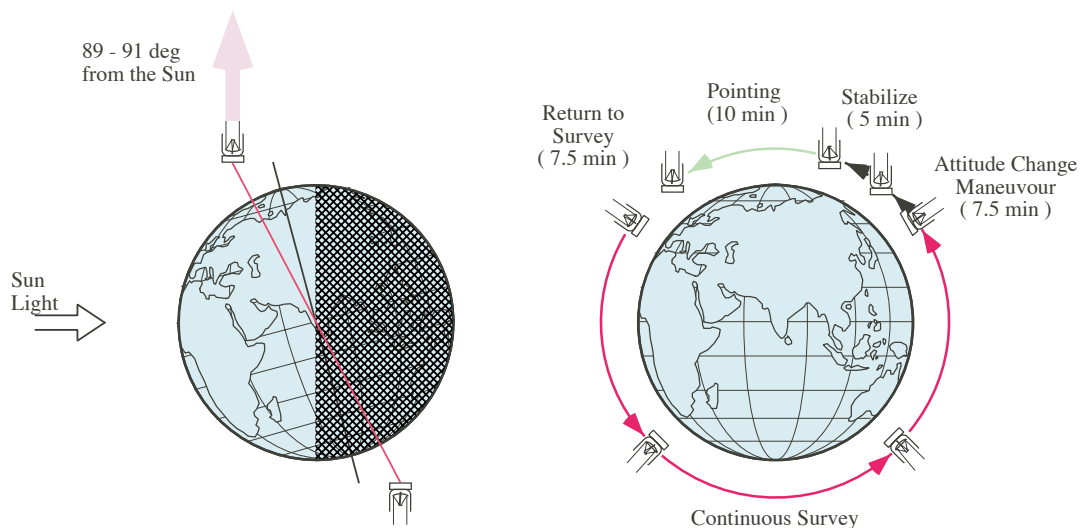 89 - 91 deg
from the Sun
Sun
Light
Pointing
(10 min )
Stabilize
( 5 min )
Return to
Survey
( 7.5 min )
Attitude Change
Maneuvour
( 7.5 min )
Continuous Survey